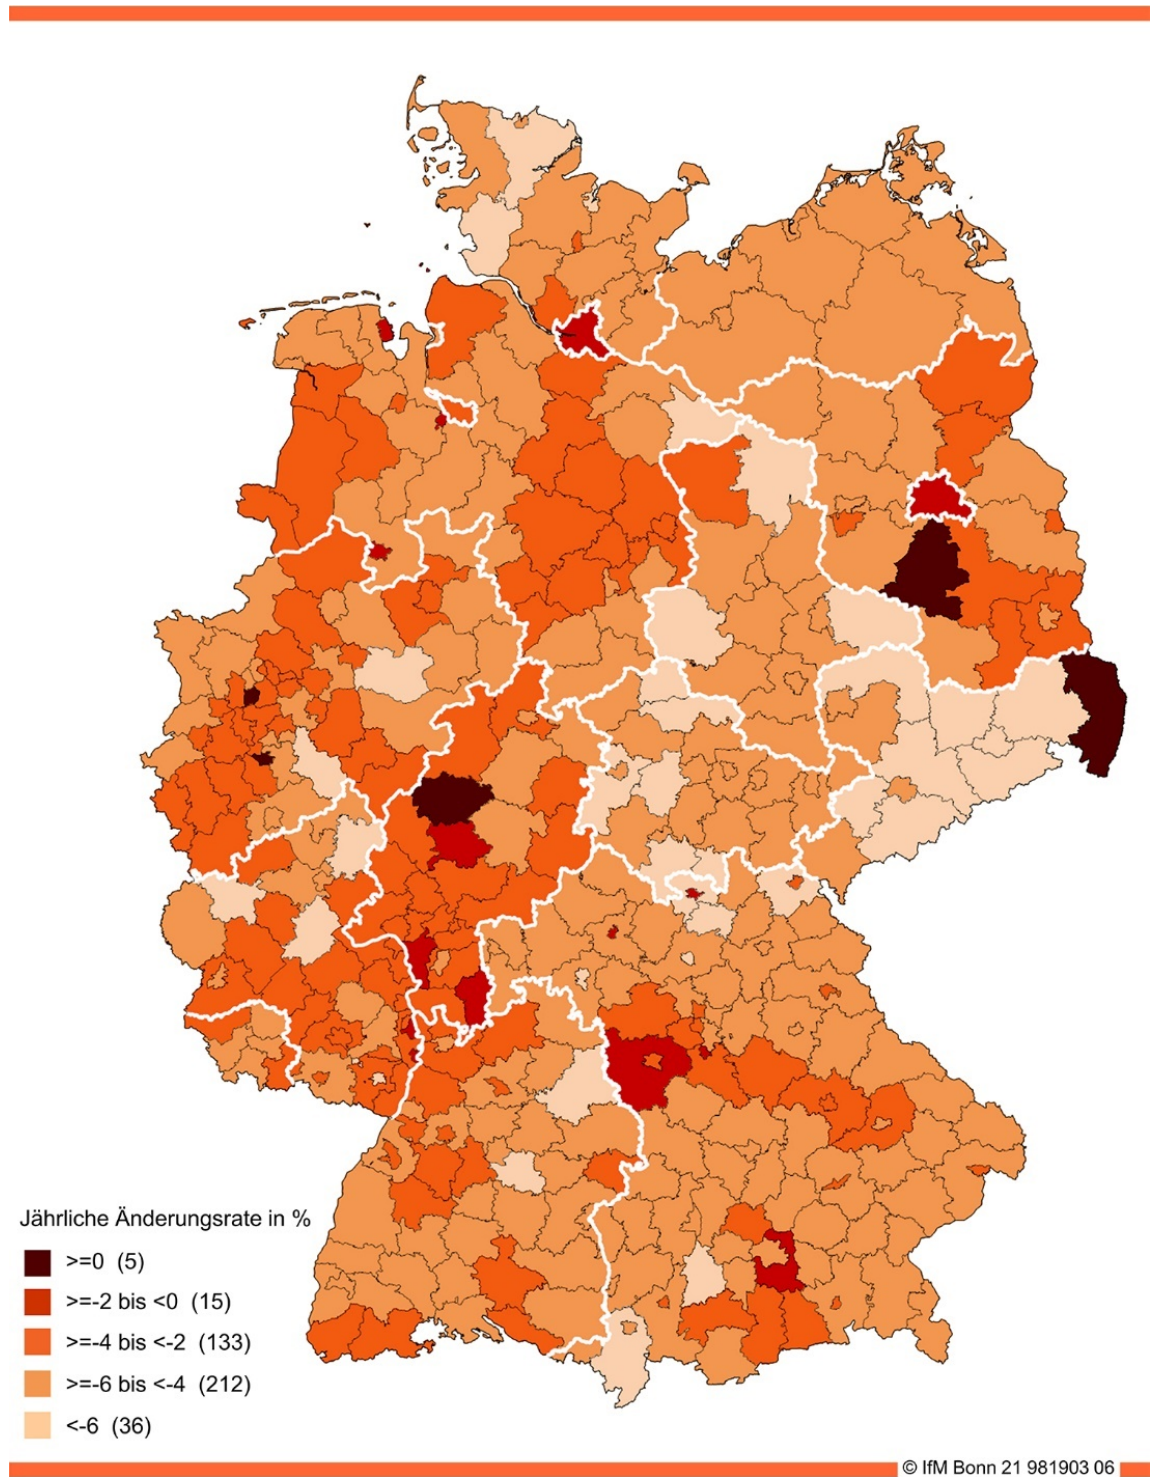 Jährliche Änderungsrate in %
>=0 (5)
>=-2 bis <0 (15)
>=-4 bis <-2 (133)
>=-6 bis <-4 (212)
<-6 (36)
© IfM Bonn 21 981903 06